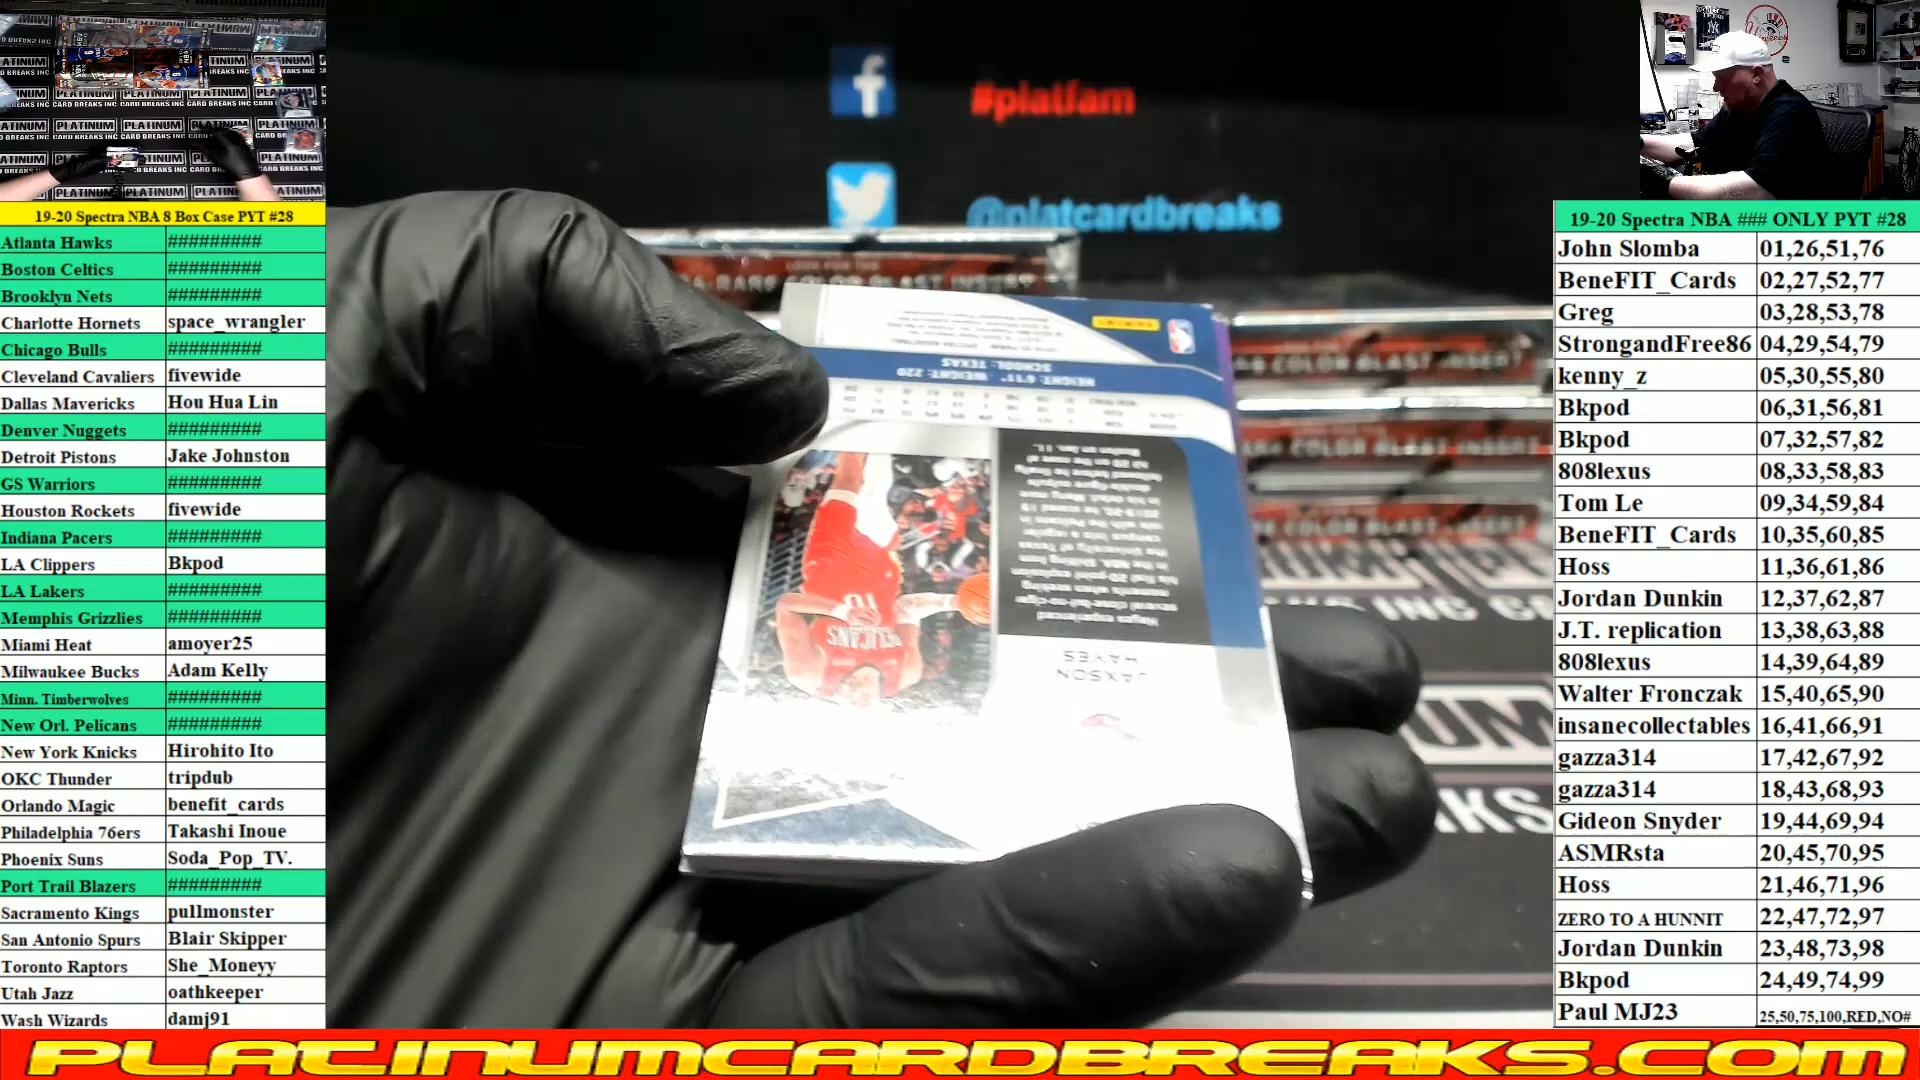 19-20 Spectra NBA 8 Box Case PYT #28
Atlanta Hawks #########
Boston Celtics #########
Brooklyn Nets #########
Charlotte Hornets space_wrangler
Chicago Bulls #########
Cleveland Cavaliers fivewide
Dallas Mavericks Hou Hua Lin
Denver Nuggets #########
Detroit Pistons Jake Johnston
GS Warriors #########
Houston Rockets fivewide
Indiana Pacers #########
LA Clippers Bkpod
LA Lakers #########
Memphis Grizzlies #########
Miami Heat amoyer25
Milwaukee Bucks Adam Kelly
Minn. Timberwolves #########
New Orl. Pelicans #########
New York Knicks Hirohito Ito
OKC Thunder tripdub
Orlando Magic benefit_cards
Philadelphia 76ers Takashi Inoue
Phoenix Suns Soda_Pop_TV.
Port Trail Blazers #########
Sacramento Kings pullmonster
San Antonio Spurs Blair Skipper
Toronto Raptors She_Moneyy
Utah Jazz oathkeeper
Wash Wizards damj91
#platfam
@platcardbreaks
HEIGHT: 6'11" WEIGHT: 220
SCHOOL: TEXAS
PELICANS
10
JAXSON
HAYES
19-20 Spectra NBA ### ONLY PYT #28
John Slomba 01,26,51,76
BeneFIT_Cards 02,27,52,77
Greg 03,28,53,78
StrongandFree86 04,29,54,79
kenny_z 05,30,55,80
Bkpod 06,31,56,81
Bkpod 07,32,57,82
808lexus 08,33,58,83
Tom Le 09,34,59,84
BeneFIT_Cards 10,35,60,85
Hoss 11,36,61,86
Jordan Dunkin 12,37,62,87
J.T. replication 13,38,63,88
808lexus 14,39,64,89
Walter Fronczak 15,40,65,90
insanecollectables 16,41,66,91
gazza314 17,42,67,92
gazza314 18,43,68,93
Gideon Snyder 19,44,69,94
ASMRsta 20,45,70,95
Hoss 21,46,71,96
ZERO TO A HUNNIT 22,47,72,97
Jordan Dunkin 23,48,73,98
Bkpod 24,49,74,99
Paul MJ23 25,50,75,100,RED,NO#
PLATINUMCARDBREAKS.COM